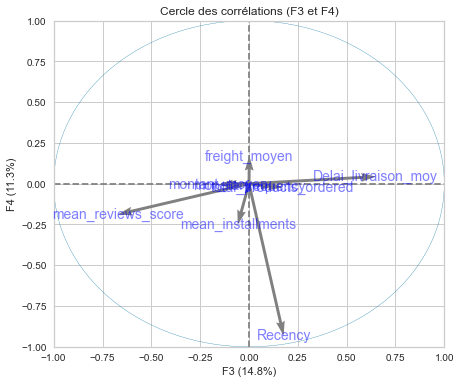 Cercle des corrélations (F3 et F4)
F4 (11.3%)
1.00
0.75
0.50
0.25
0.00
−0.25
−0.50
−0.75
−1.00
freight_moyen
Delai_livraison_moy
mean_reviews_score
mean_installments
Recency
−1.00 −0.75 −0.50 −0.25 0.00 0.25 0.50 0.75 1.00
F3 (14.8%)